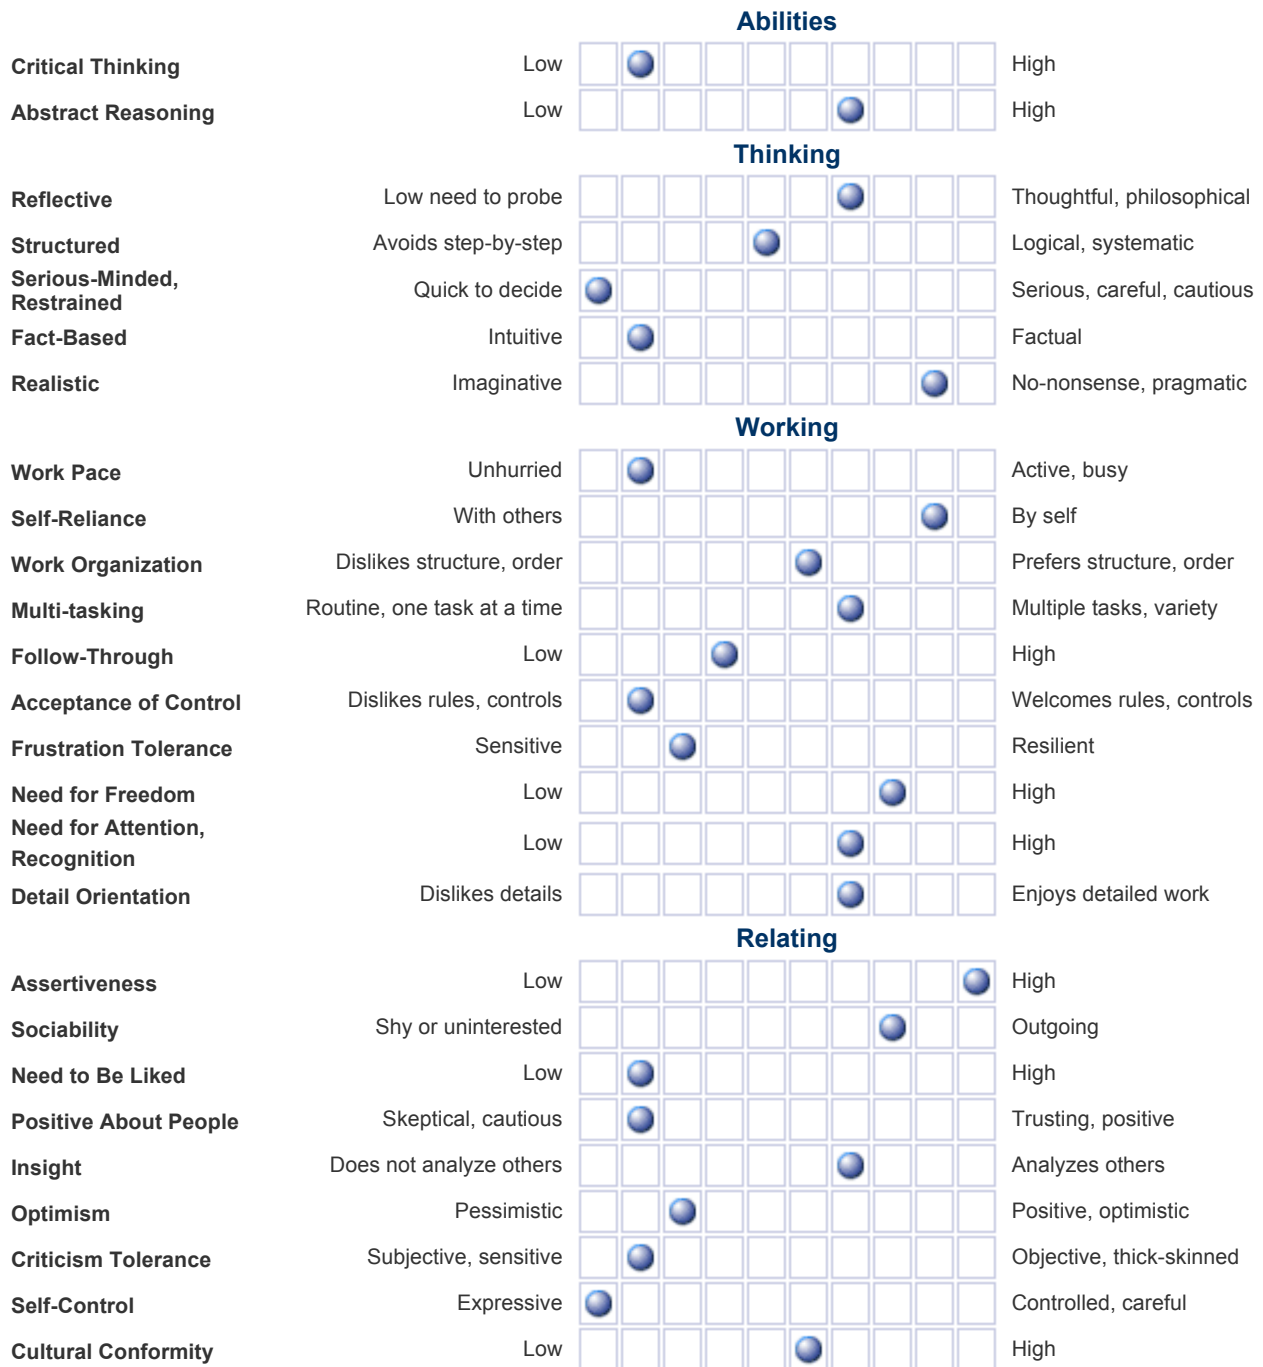 Abilities
Critical Thinking Low High
Abstract Reasoning Low High
Thinking
Reflective Low need to probe Thoughtful, philosophical
Structured Avoids step-by-step Logical, systematic
Serious-Minded,
Restrained Quick to decide Serious, careful, cautious
Fact-Based Intuitive Factual
Realistic Imaginative No-nonsense, pragmatic
Working
Work Pace Unhurried Active, busy
Self-Reliance With others By self
Work Organization Dislikes structure, order Prefers structure, order
Multi-tasking Routine, one task at a time Multiple tasks, variety
Follow-Through Low High
Acceptance of Control Dislikes rules, controls Welcomes rules, controls
Frustration Tolerance Sensitive Resilient
Need for Freedom Low High
Need for Attention,
Recognition Low High
Detail Orientation Dislikes details Enjoys detailed work
Relating
Assertiveness Low High
Sociability Shy or uninterested Outgoing
Need to Be Liked Low High
Positive About People Skeptical, cautious Trusting, positive
Insight Does not analyze others Analyzes others
Optimism Pessimistic Positive, optimistic
Criticism Tolerance Subjective, sensitive Objective, thick-skinned
Self-Control Expressive Controlled, careful
Cultural Conformity Low High